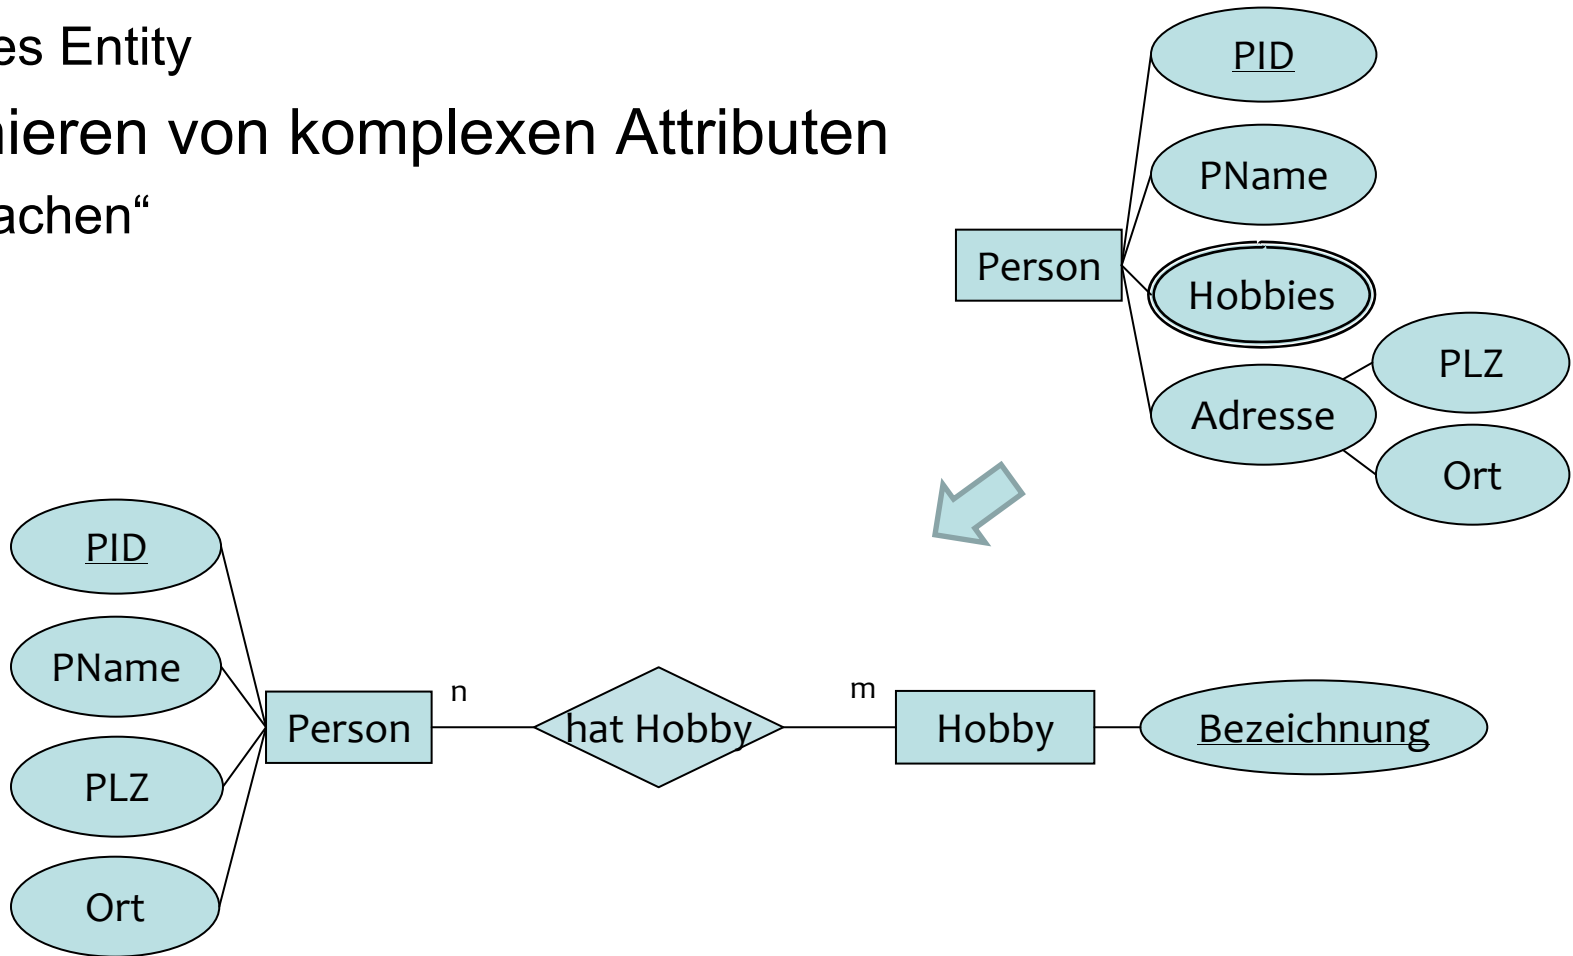 es Entity
nieren von komplexen Attributen
achen“
PID
PName
Person
Hobbies
PLZ
Adresse
Ort
PID
PName
n
m
Person
hat Hobby
Hobby
Bezeichnung
PLZ
Ort